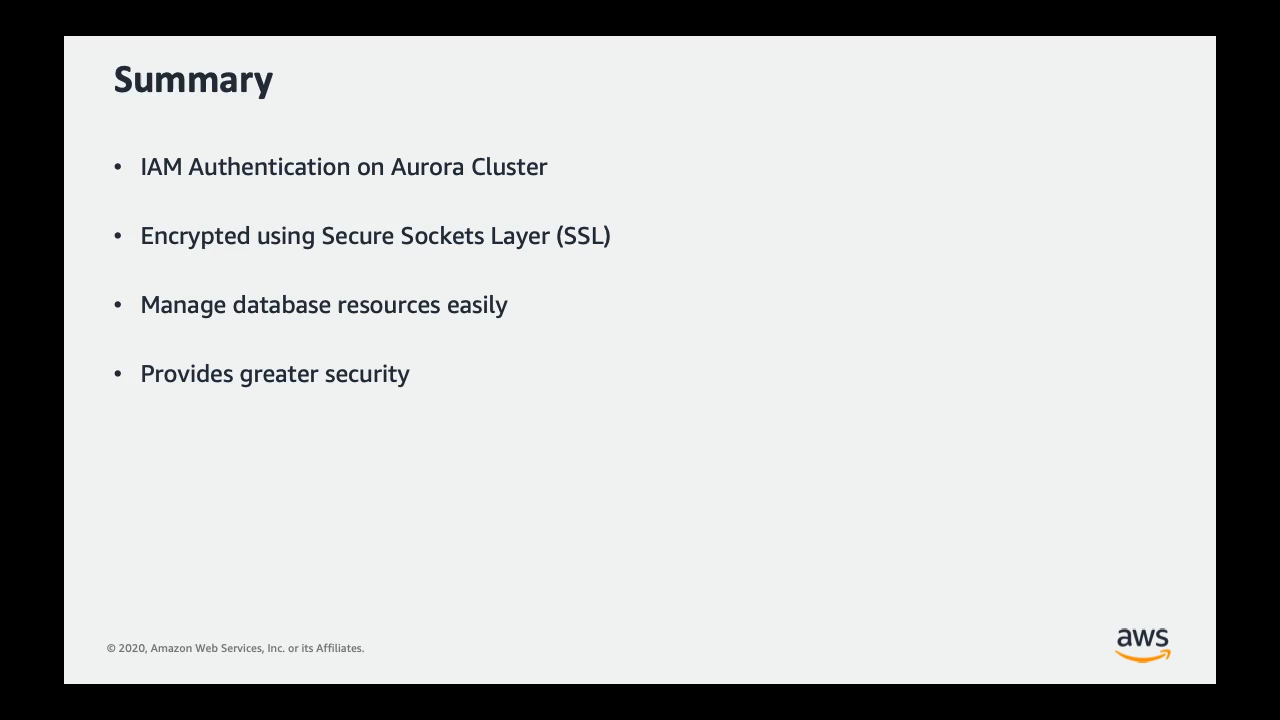 Summary
• IAM Authentication on Aurora Cluster
• Encrypted using Secure Sockets Layer (SSL)
• Manage database resources easily
• Provides greater security
© 2020, Amazon Web Services, Inc. or its Affiliates.
aws